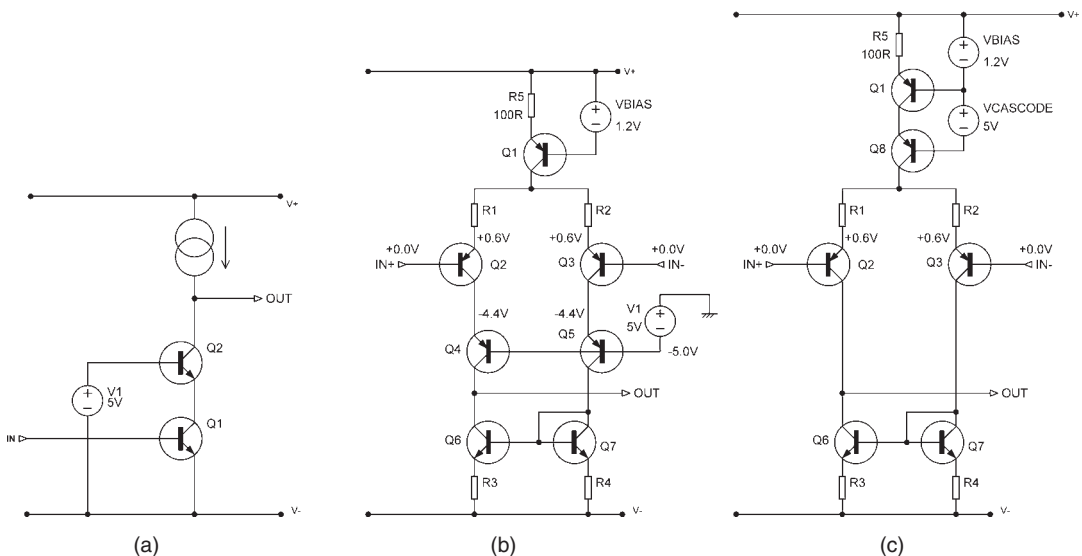 V+
OUT
Q2
V1
5V
IN
Q1
V-
(a)
V+
R5
100R
VBIAS
1.2V
Q1
R1
R2
+0.0V
+0.6V
+0.6V
+0.0V
IN+
Q2
Q3
IN-
-4.4V
-4.4V
V1
5V
Q4
Q5
-5.0V
OUT
Q6
Q7
R3
R4
V-
(b)
V+
R5
100R
VBIAS
1.2V
Q1
VCASCODE
5V
Q8
R1
R2
+0.0V
+0.6V
+0.6V
+0.0V
IN+
Q2
Q3
IN-
OUT
Q6
Q7
R3
R4
V-
(c)